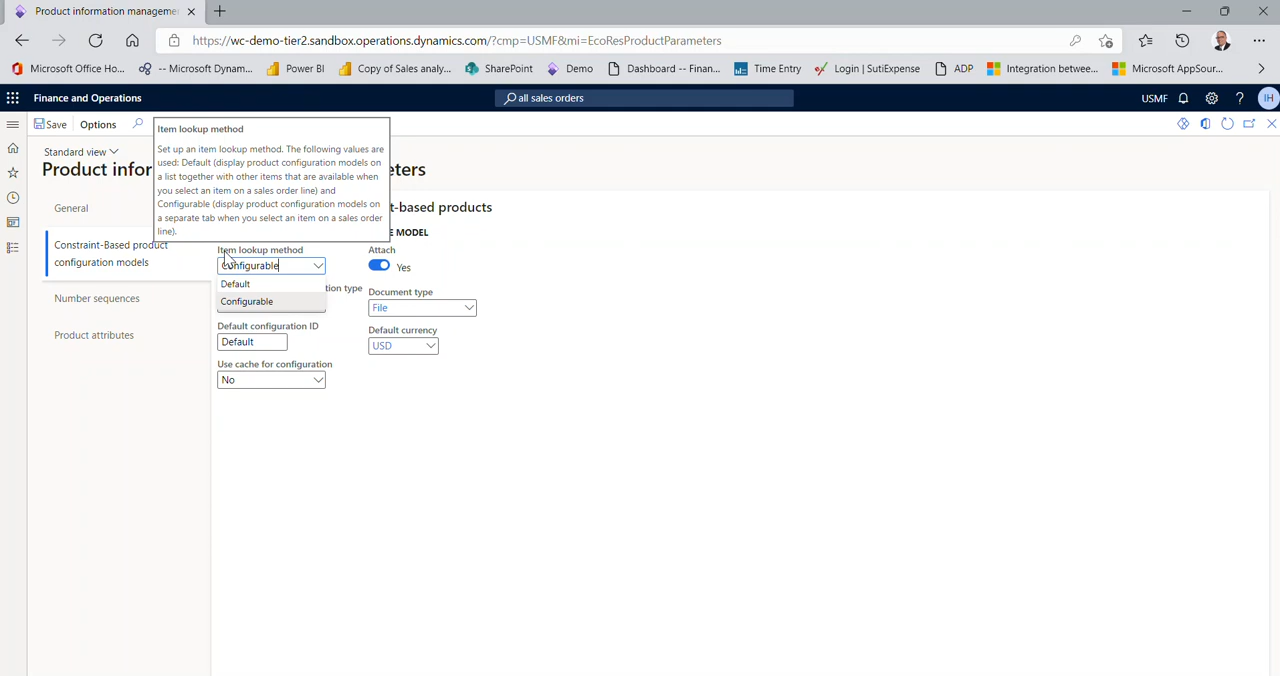 Product information manageme
https://wc-demo-tier2.sandbox.operations.dynamics.com/?cmp=USMF&mi=EcoResProductParameters
Microsoft Office Ho... -- Microsoft Dynam... Power BI Copy of Sales analy... SharePoint Demo Dashboard -- Finan... Time Entry Login | SutiExpense ADP Integration betwee... Microsoft AppSour...
Finance and Operations all sales orders USMF ? IH
Save Options
Item lookup method
Set up an item lookup method. The following values are
used: Default (display product configuration models on
a list together with other items that are available when
you select an item on a sales order line) and
Configurable (display product configuration models on
a separate tab when you select an item on a sales order
line).
Standard view
Product infor
eters
General
Constraint-Based product
configuration models
Number sequences
Product attributes
t-based products
E MODEL
Item lookup method
Configurable
Default
Configurable
tion type
Default configuration ID
Default
Use cache for configuration
No
Attach
Yes
Document type
File
Default currency
USD